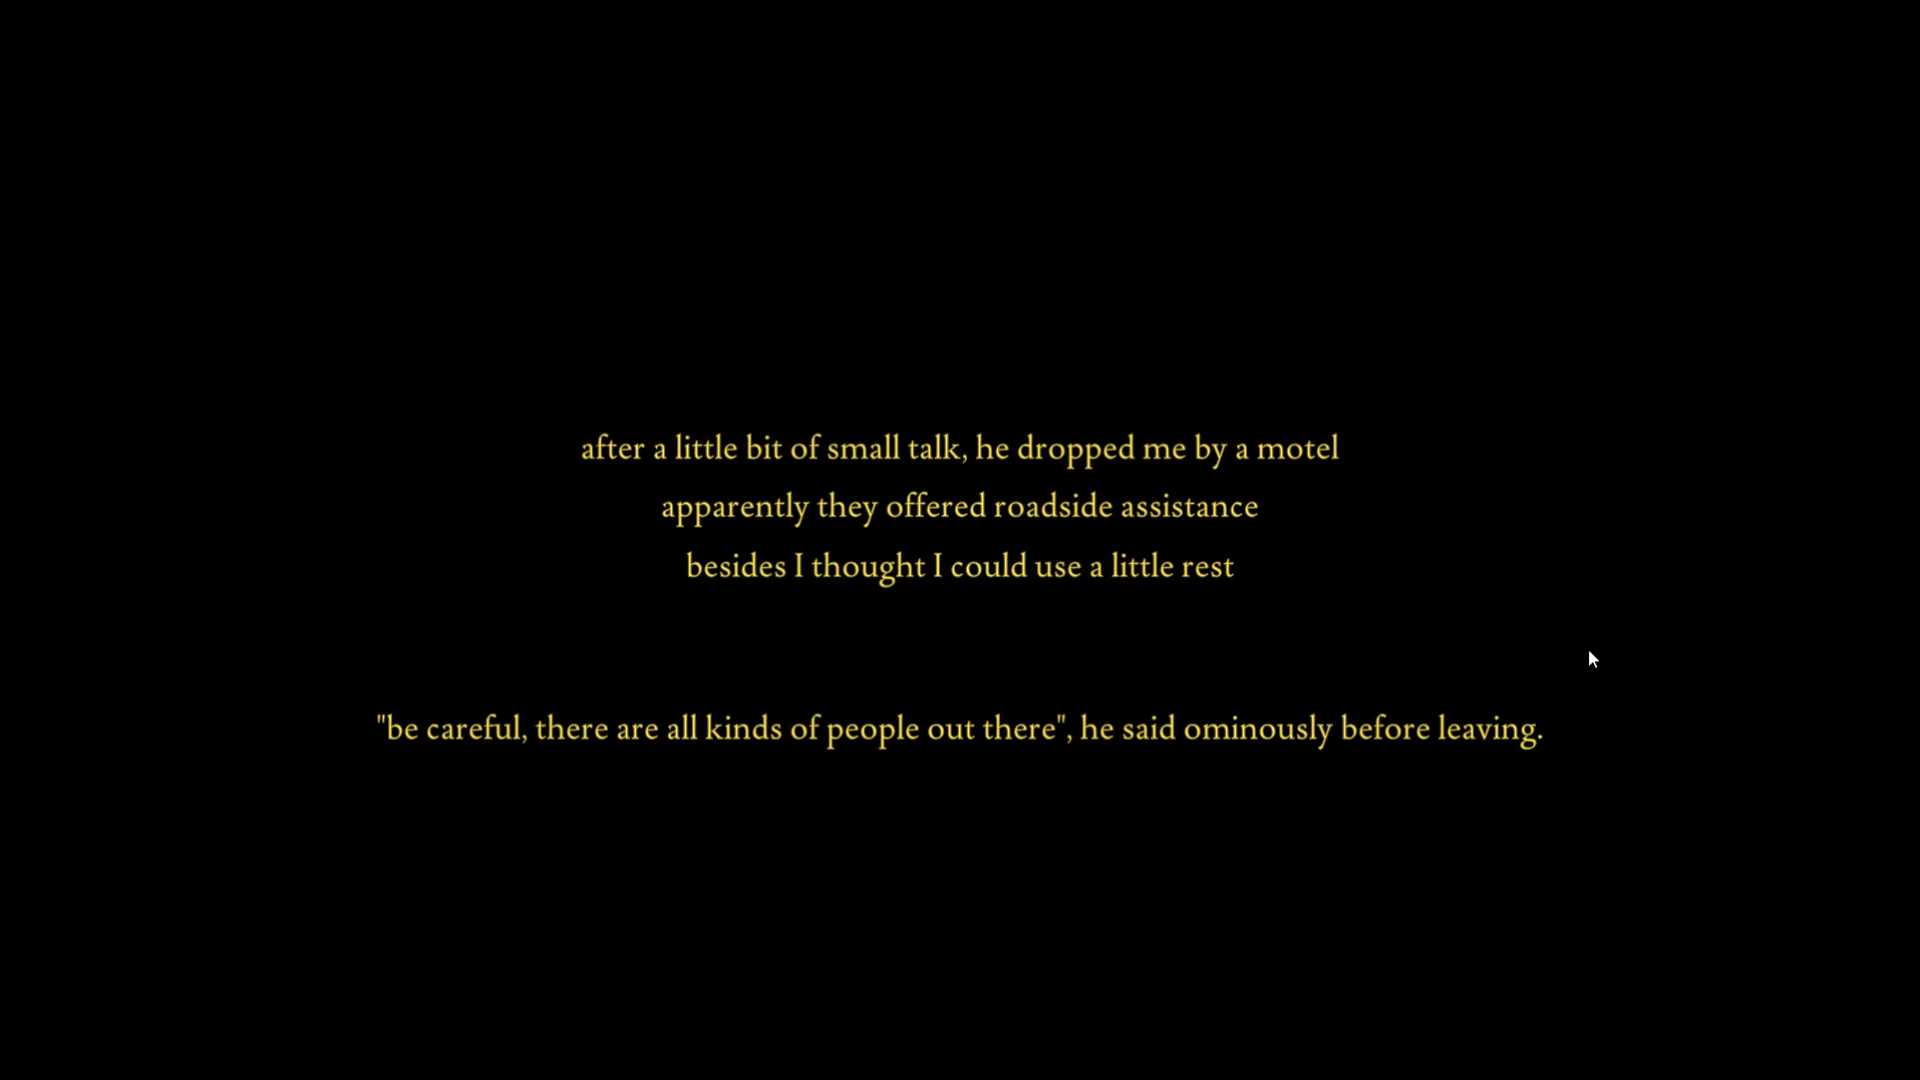 after a little bit of small talk, he dropped me by a motel
apparently they offered roadside assistance
besides I thought I could use a little rest
"be careful, there are all kinds of people out there", he said ominously before leaving.